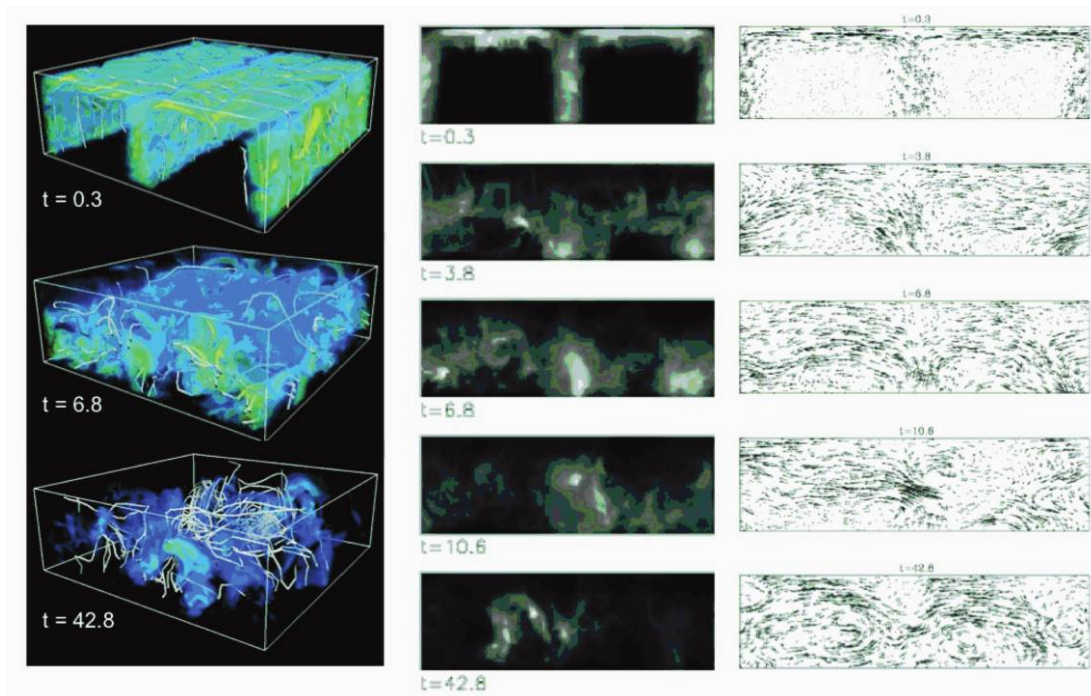 t = 0.3
t = 6.8
t = 42.8
t=0.3
t=3.8
t=6.8
t=10.6
t=42.8
t=0.3
t=3.8
t=6.8
t=10.6
t=42.8